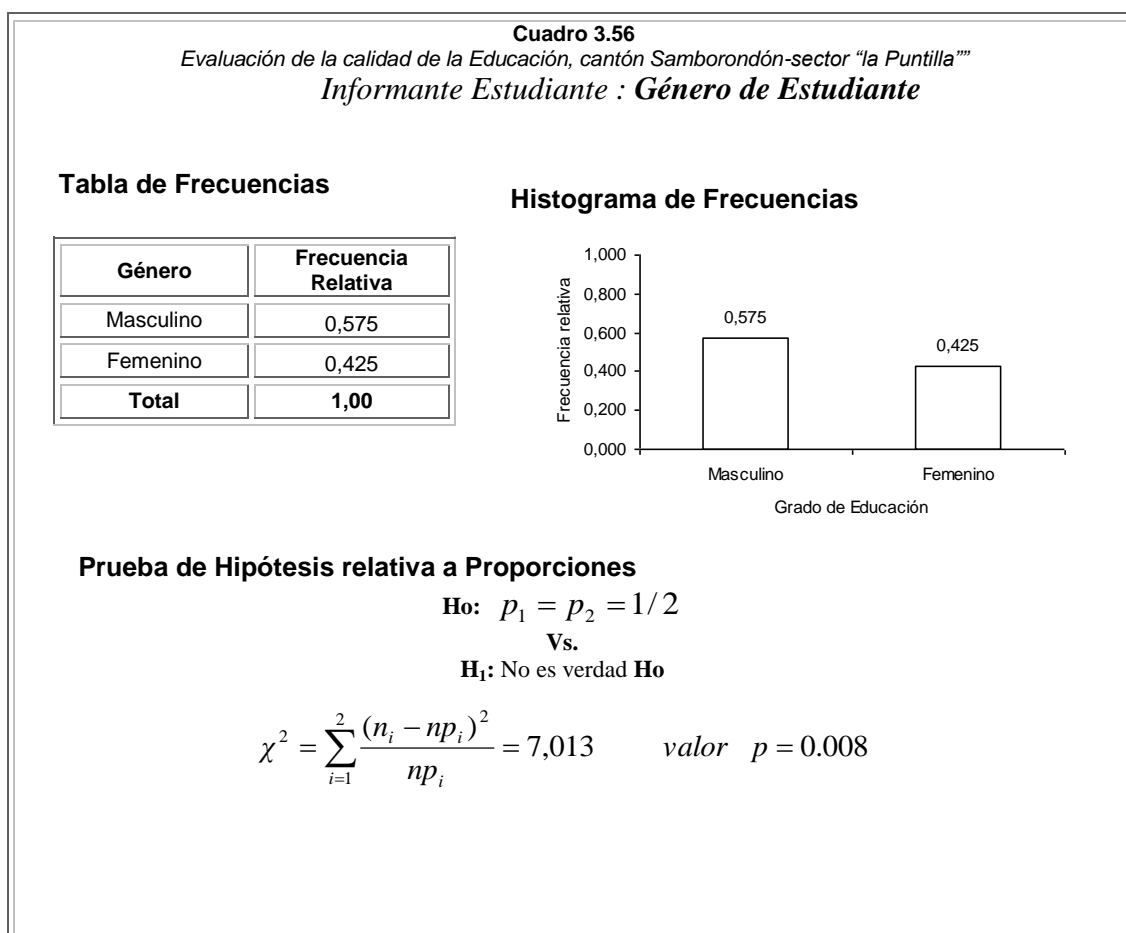 Cuadro 3.56
Evaluación de la calidad de la Educación, cantón Samborondón-sector “la Puntilla””
Informante Estudiante : Género de Estudiante
Tabla de Frecuencias
Género Frecuencia Relativa
Masculino 0,575
Femenino 0,425
Total 1,00
Histograma de Frecuencias
Frecuencia relativa
1,000
0,800
0,600
0,400
0,200
0,000
0,575
0,425
Masculino Femenino
Grado de Educación
Prueba de Hipótesis relativa a Proporciones
Ho: p₁ = p₂ = 1/2
Vs.
H₁: No es verdad Ho
χ² = ∑_{i=1}^{2} (nᵢ − npᵢ)² / npᵢ = 7,013 valor p = 0.008